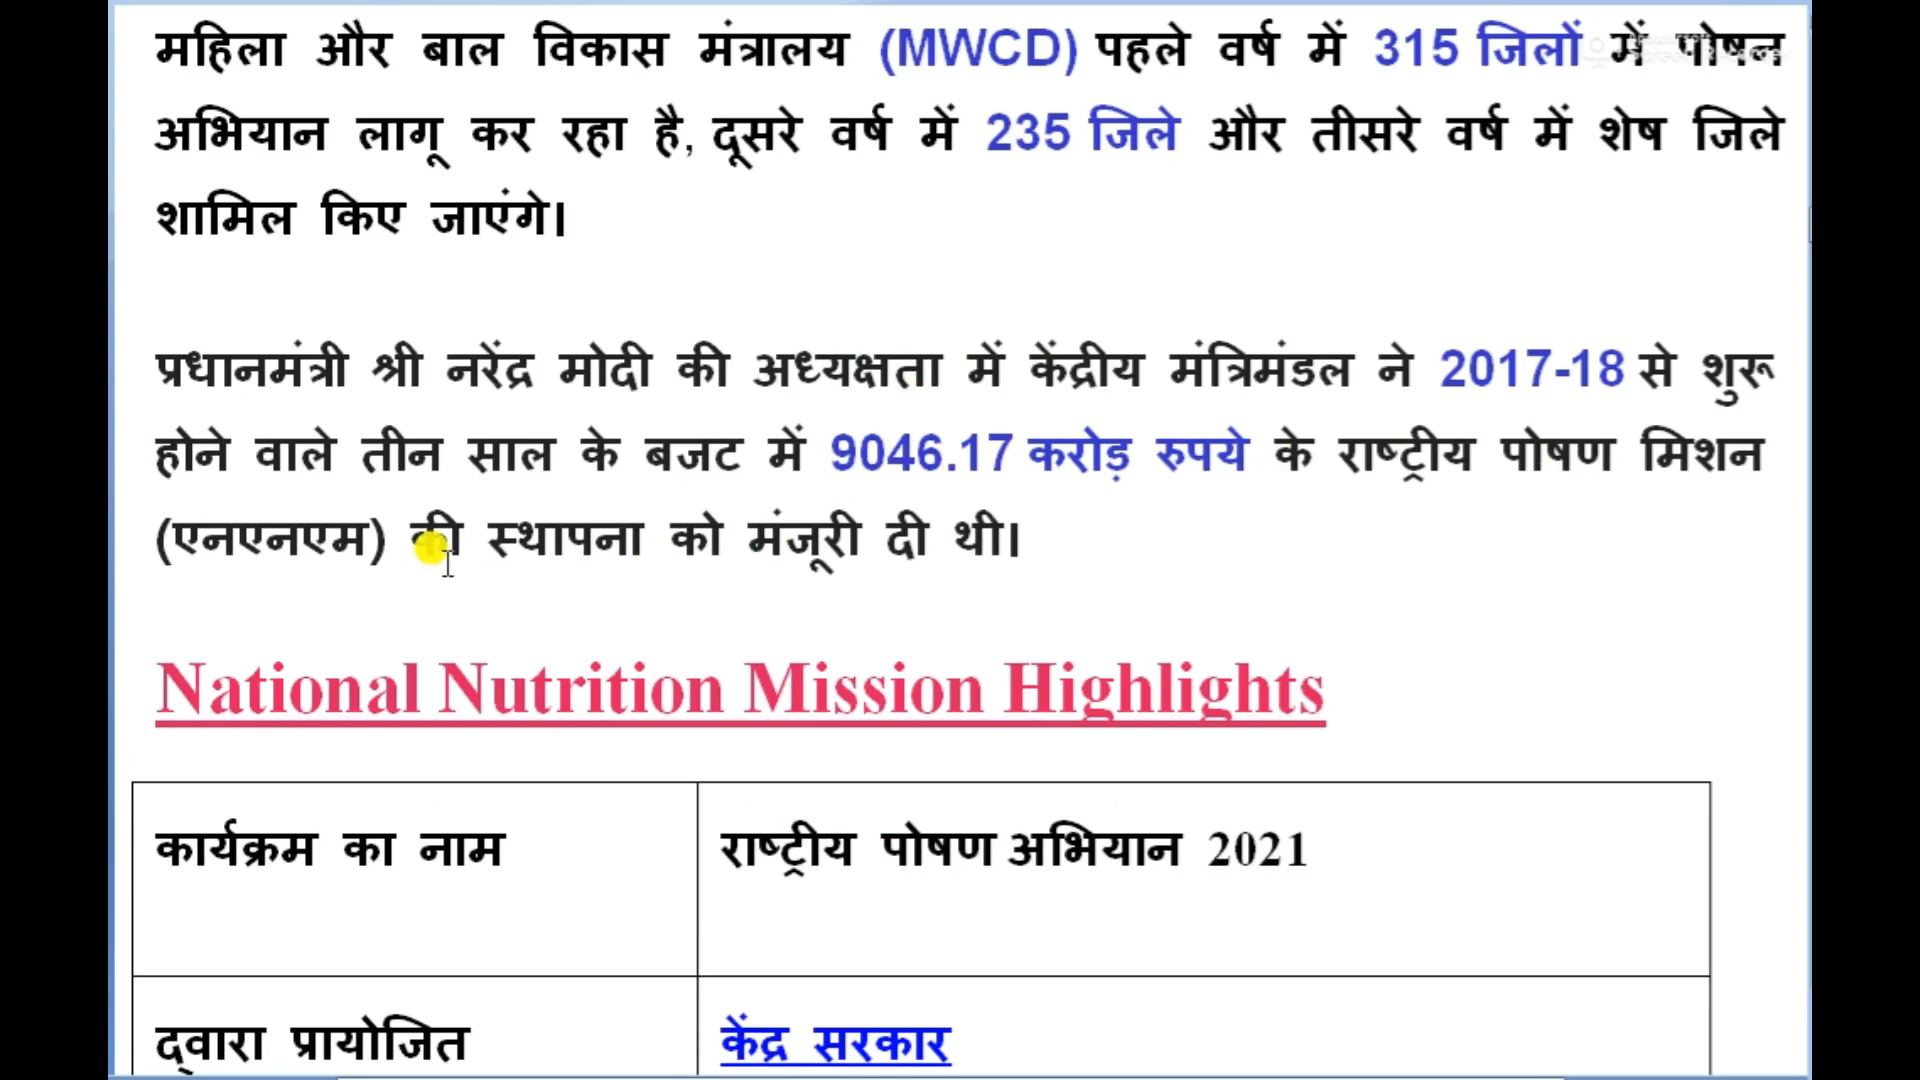 महिला और बाल विकास मंत्रालय (MWCD) पहले वर्ष में 315 जिलों में पोषन
अभियान लागू कर रहा है, दूसरे वर्ष में 235 जिले और तीसरे वर्ष में शेष जिले
शामिल किए जाएंगे।
प्रधानमंत्री श्री नरेंद्र मोदी की अध्यक्षता में केंद्रीय मंत्रिमंडल ने 2017-18 से शुरू
होने वाले तीन साल के बजट में 9046.17 करोड़ रुपये के राष्ट्रीय पोषण मिशन
(एनएनएम) की स्थापना को मंजूरी दी थी।
National Nutrition Mission Highlights
कार्यक्रम का नाम
राष्ट्रीय पोषण अभियान 2021
द्वारा प्रायोजित
केंद्र सरकार